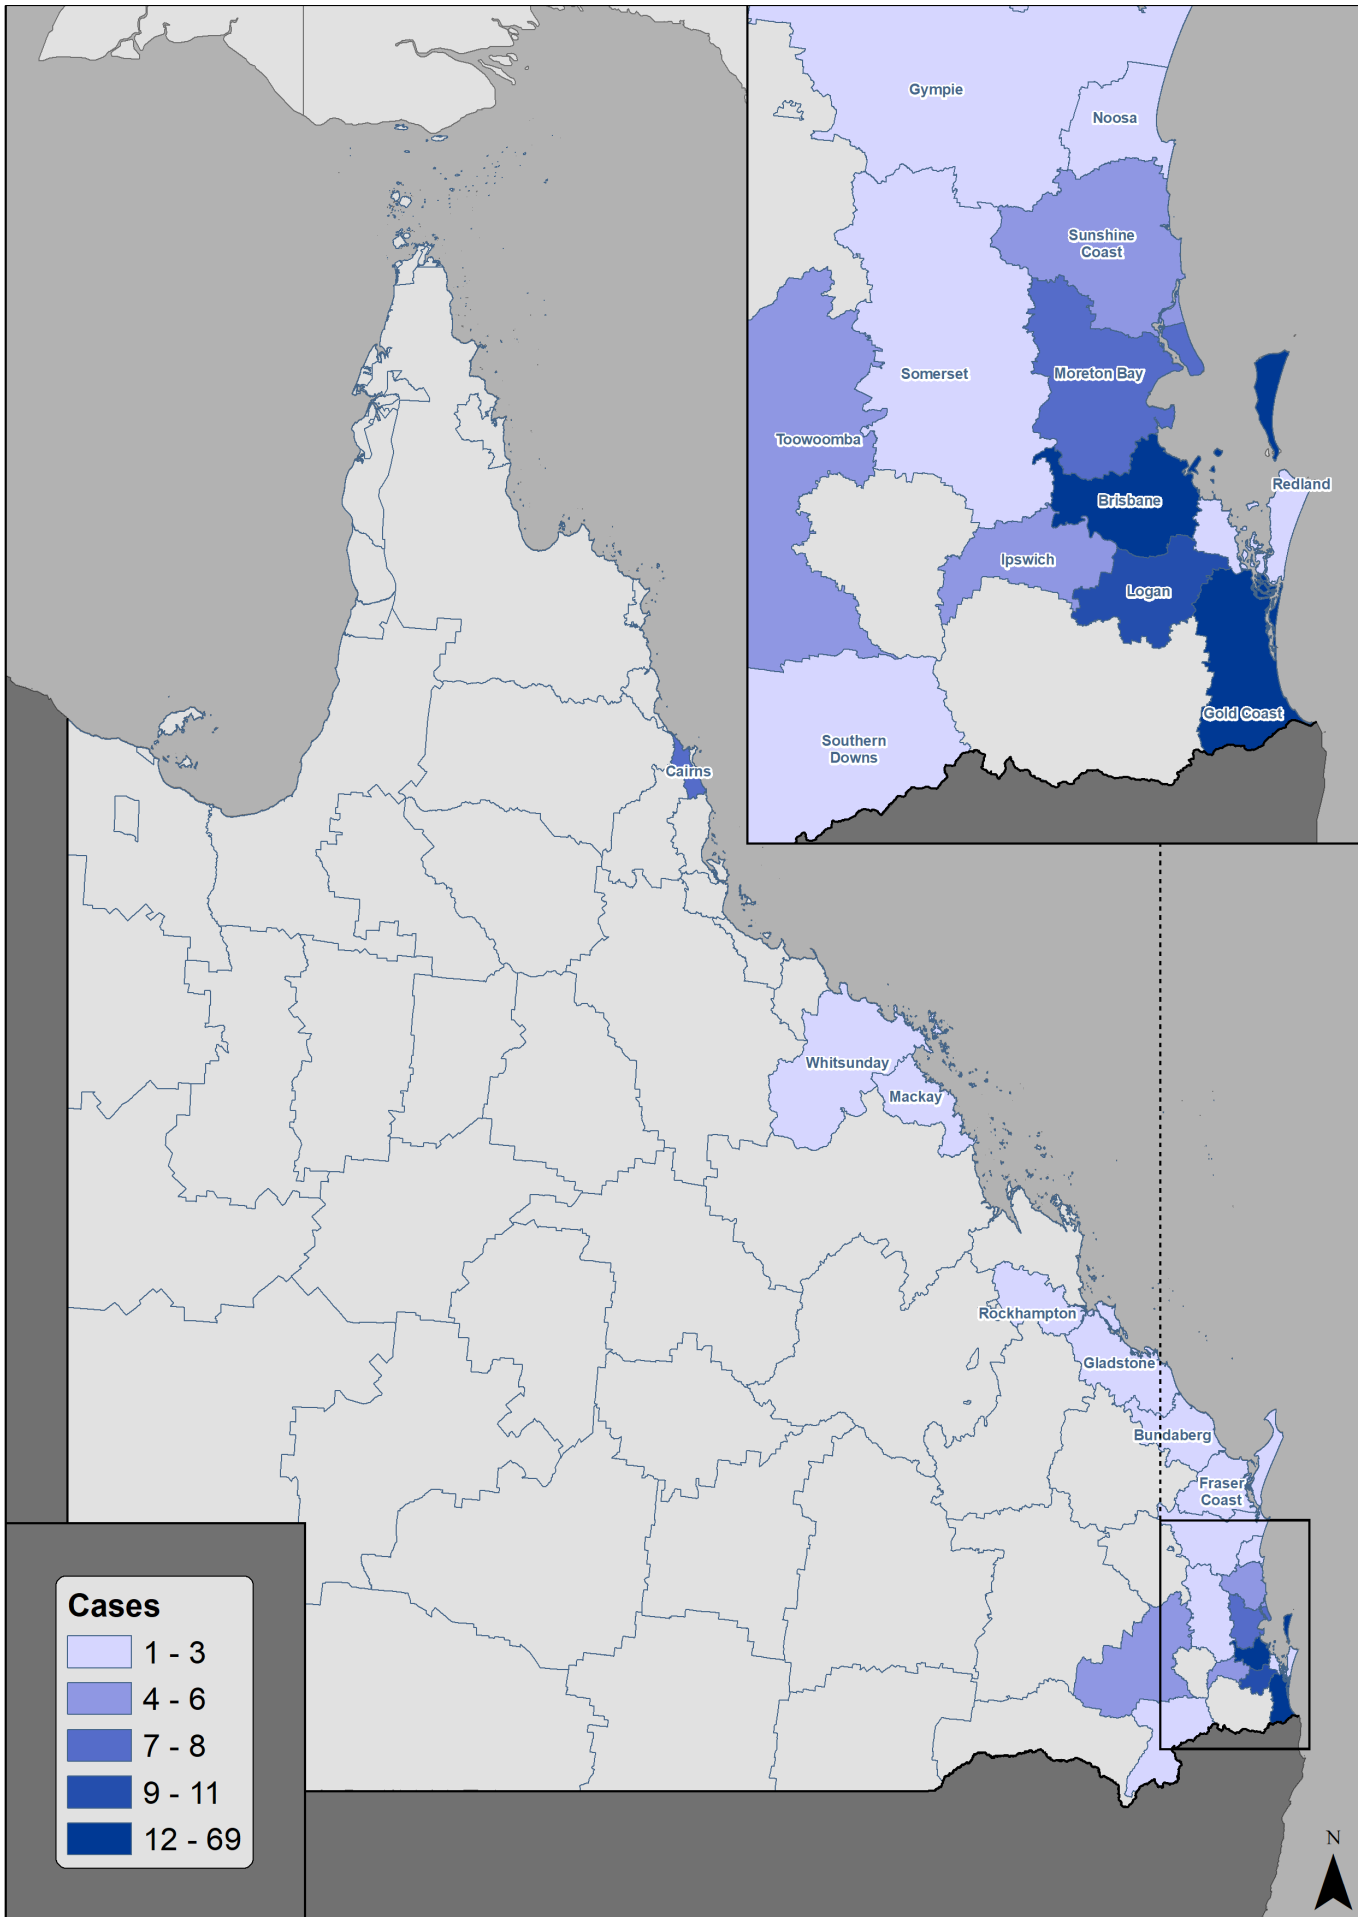 Gympie
Noosa
Sunshine
Coast
Somerset
Moreton Bay
Toowoomba
Redland
Brisbane
Ipswich
Logan
Gold Coast
Southern
Downs
Cairns
Whitsunday
Mackay
Rockhampton
Gladstone
Bundaberg
Fraser
Coast
Cases
1 - 3
4 - 6
7 - 8
9 - 11
12 - 69
N